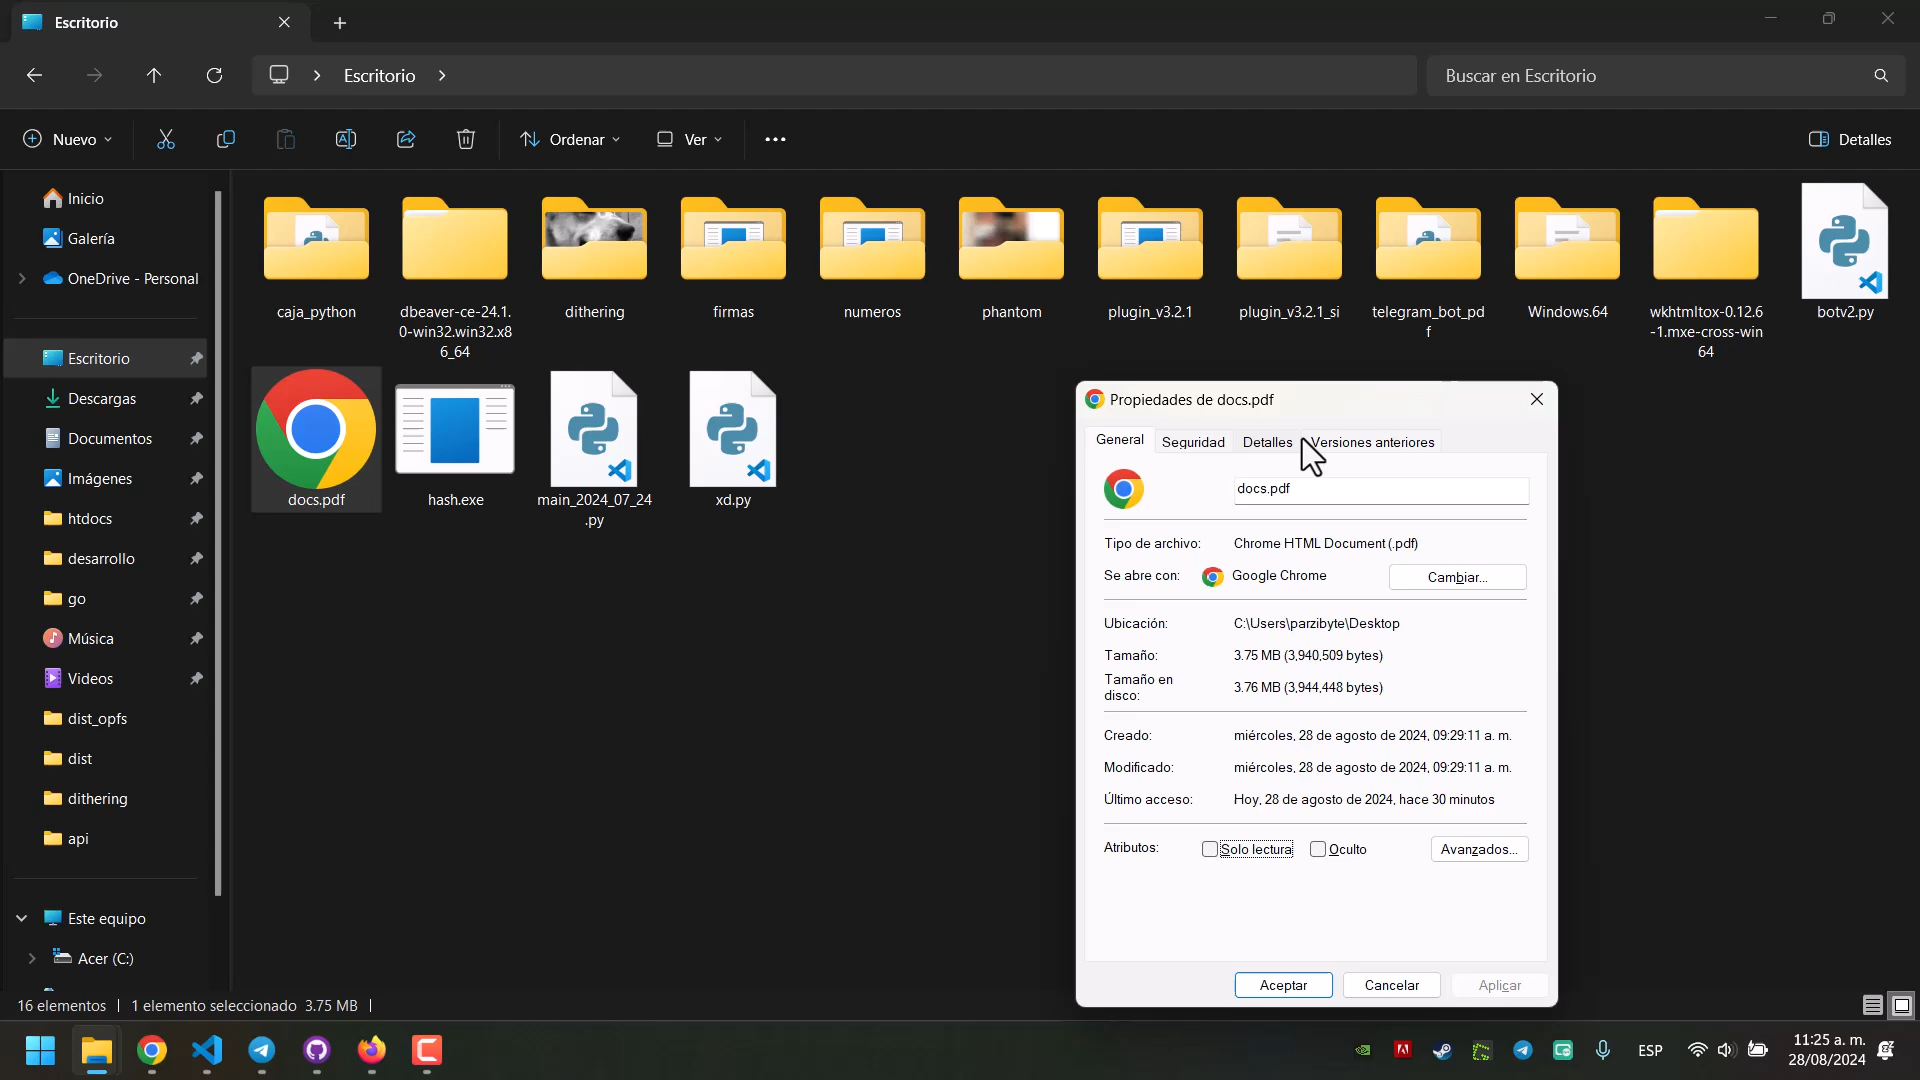 Escritorio
Escritorio
Buscar en Escritorio
Nuevo
Ordenar
Ver
Detalles
Inicio
Galería
OneDrive - Personal
Escritorio
Descargas
Documentos
Imágenes
htdocs
desarrollo
go
Música
Videos
dist_opfs
dist
dithering
api
Este equipo
Acer (C:)
caja_python
dbeaver-ce-24.1.
0-win32.win32.x8
6_64
dithering
firmas
numeros
phantom
plugin_v3.2.1
plugin_v3.2.1_si
telegram_bot_pd
f
Windows.64
wkhtmltox-0.12.6
-1.mxe-cross-win
64
botv2.py
docs.pdf
hash.exe
main_2024_07_24
.py
xd.py
Propiedades de docs.pdf
General
Seguridad
Detalles
Versiones anteriores
docs.pdf
Tipo de archivo:
Chrome HTML Document (.pdf)
Se abre con:
Google Chrome
Cambiar...
Ubicación:
C:\Users\parzibyte\Desktop
Tamaño:
3.75 MB (3,940,509 bytes)
Tamaño en
disco:
3.76 MB (3,944,448 bytes)
Creado:
miércoles, 28 de agosto de 2024, 09:29:11 a. m.
Modificado:
miércoles, 28 de agosto de 2024, 09:29:11 a. m.
Último acceso:
Hoy, 28 de agosto de 2024, hace 30 minutos
Atributos:
Solo lectura
Oculto
Avanzados...
Aceptar
Cancelar
Aplicar
16 elementos
1 elemento seleccionado 3.75 MB
ESP
11:25 a. m.
28/08/2024